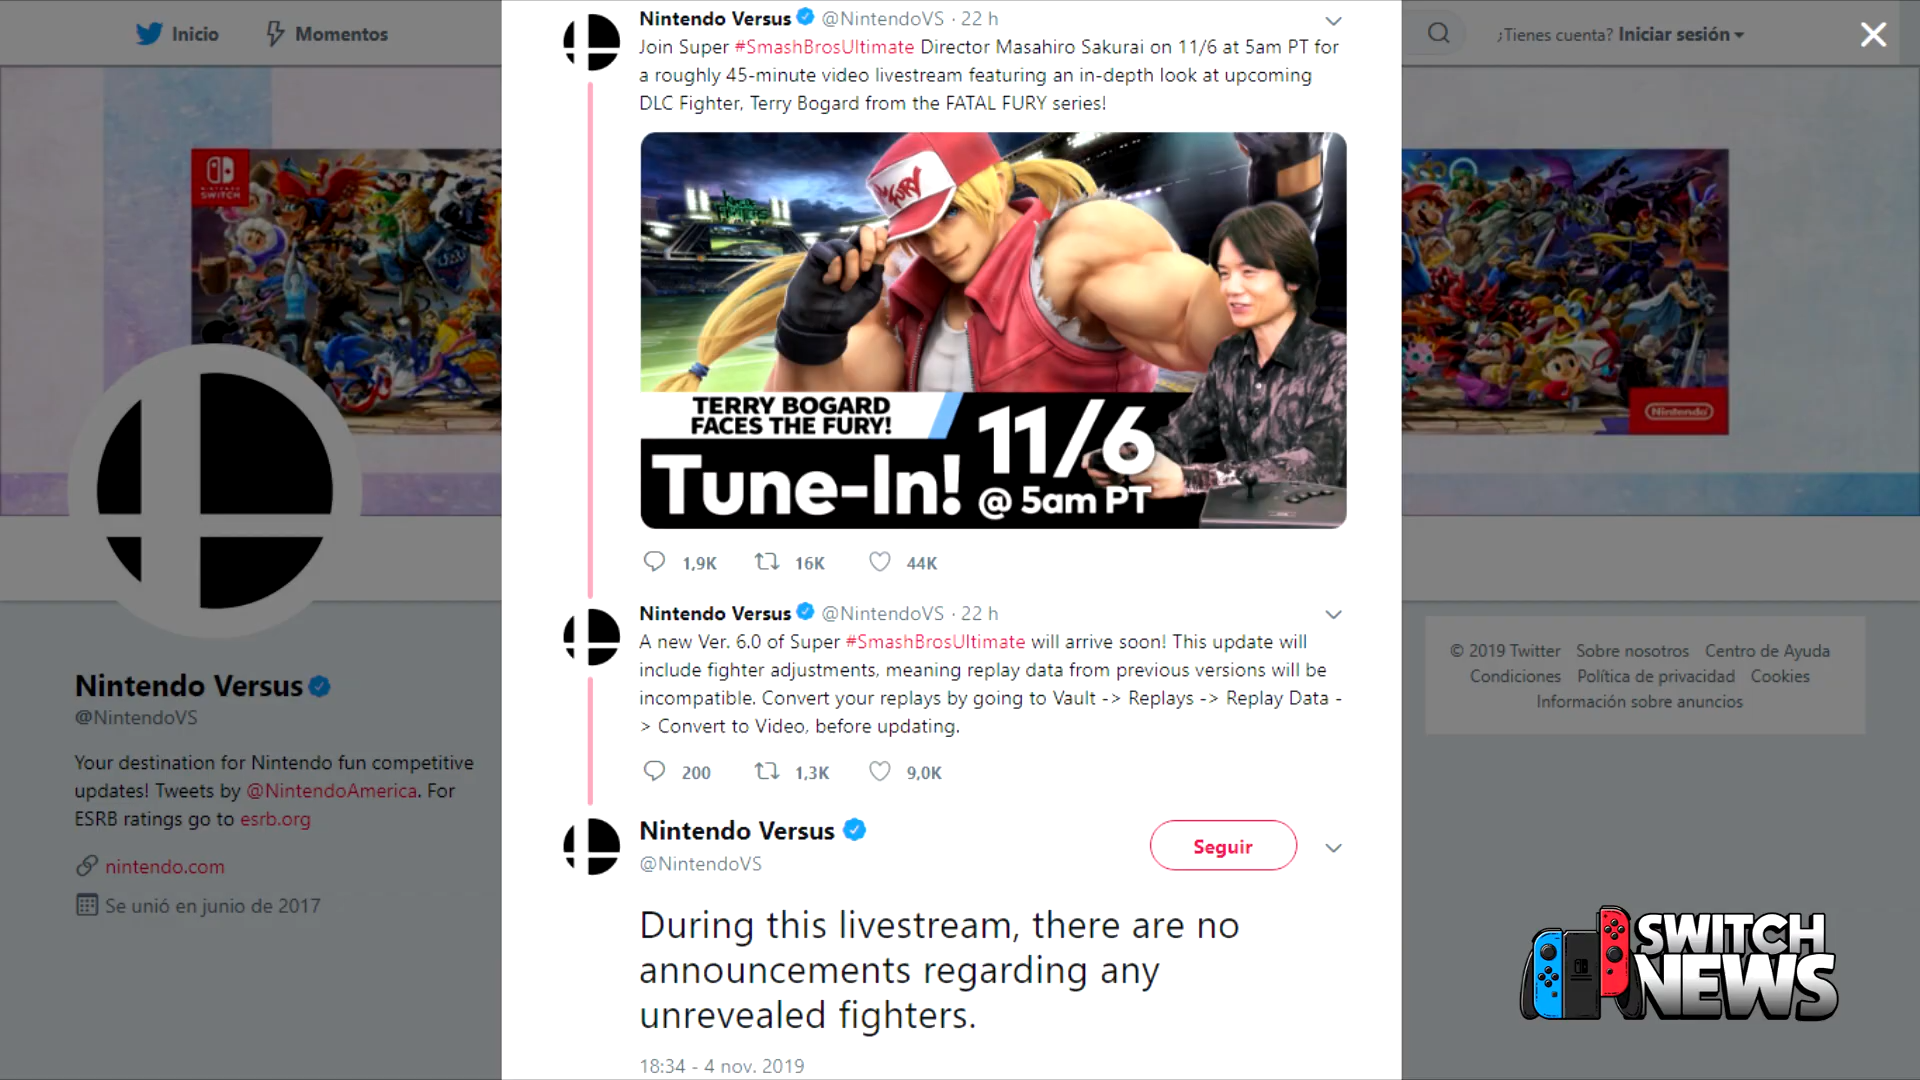 Inicio
Momentos
¿Tienes cuenta? Iniciar sesión
Nintendo Versus @NintendoVS · 22 h
Join Super #SmashBrosUltimate Director Masahiro Sakurai on 11/6 at 5am PT for
a roughly 45-minute video livestream featuring an in-depth look at upcoming
DLC Fighter, Terry Bogard from the FATAL FURY series!
NINTENDO
SWITCH
TERRY BOGARD
FACES THE FURY!
Tune-In!
11/6
@ 5am PT
Nintendo
1,9K 16K 44K
Nintendo Versus @NintendoVS · 22 h
A new Ver. 6.0 of Super #SmashBrosUltimate will arrive soon! This update will
include fighter adjustments, meaning replay data from previous versions will be
incompatible. Convert your replays by going to Vault -> Replays -> Replay Data -
> Convert to Video, before updating.
200 1,3K 9,0K
Nintendo Versus
@NintendoVS
Seguir
During this livestream, there are no
announcements regarding any
unrevealed fighters.
18:34 - 4 nov. 2019
Nintendo Versus
@NintendoVS
Your destination for Nintendo fun competitive
updates! Tweets by @NintendoAmerica. For
ESRB ratings go to esrb.org
nintendo.com
Se unió en junio de 2017
© 2019 Twitter Sobre nosotros Centro de Ayuda
Condiciones Política de privacidad Cookies
Información sobre anuncios
SWITCH
NEWS